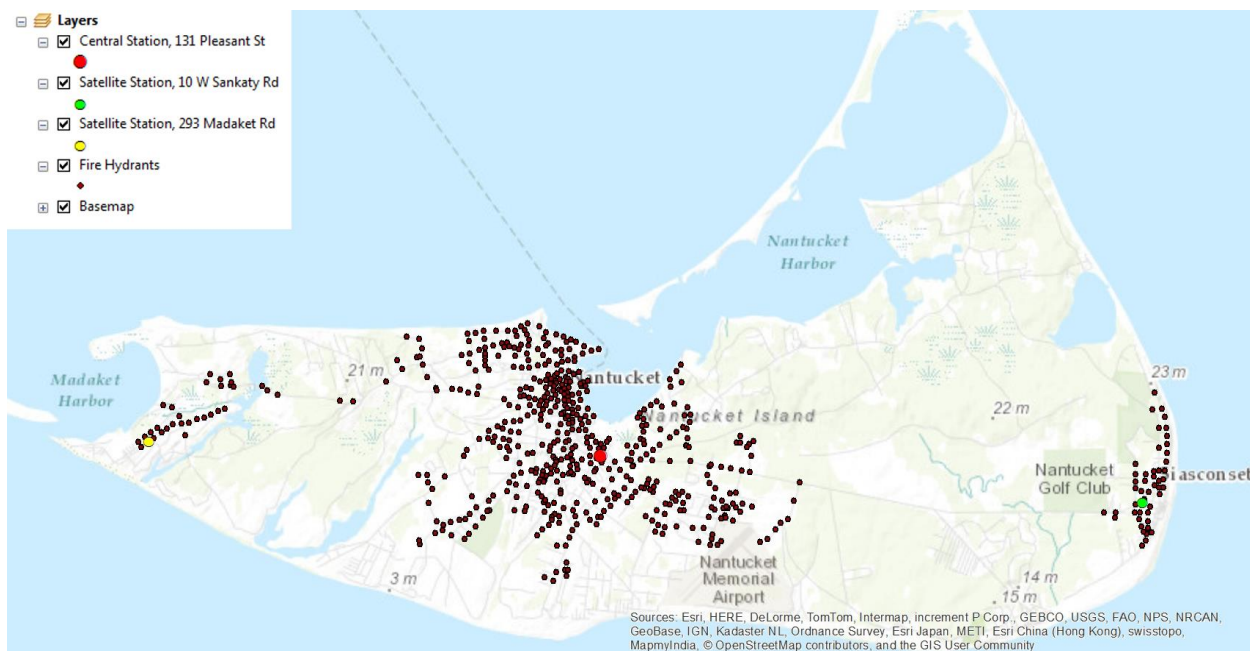 Layers
Central Station, 131 Pleasant St
Satellite Station, 10 W Sankaty Rd
Satellite Station, 293 Madaket Rd
Fire Hydrants
Basemap
Nantucket
Harbor
Madaket
Harbor
21 m
Nantucket
Nantucket Island
23 m
22 m
Nantucket
Golf Club
Siasconset
Nantucket
Memorial
Airport
3 m
14 m
15 m
Sources: Esri, HERE, DeLorme, TomTom, Intermap, increment P Corp., GEBCO, USGS, FAO, NPS, NRCAN,
GeoBase, IGN, Kadaster NL, Ordnance Survey, Esri Japan, METI, Esri China (Hong Kong), swisstopo,
MapmyIndia, © OpenStreetMap contributors, and the GIS User Community